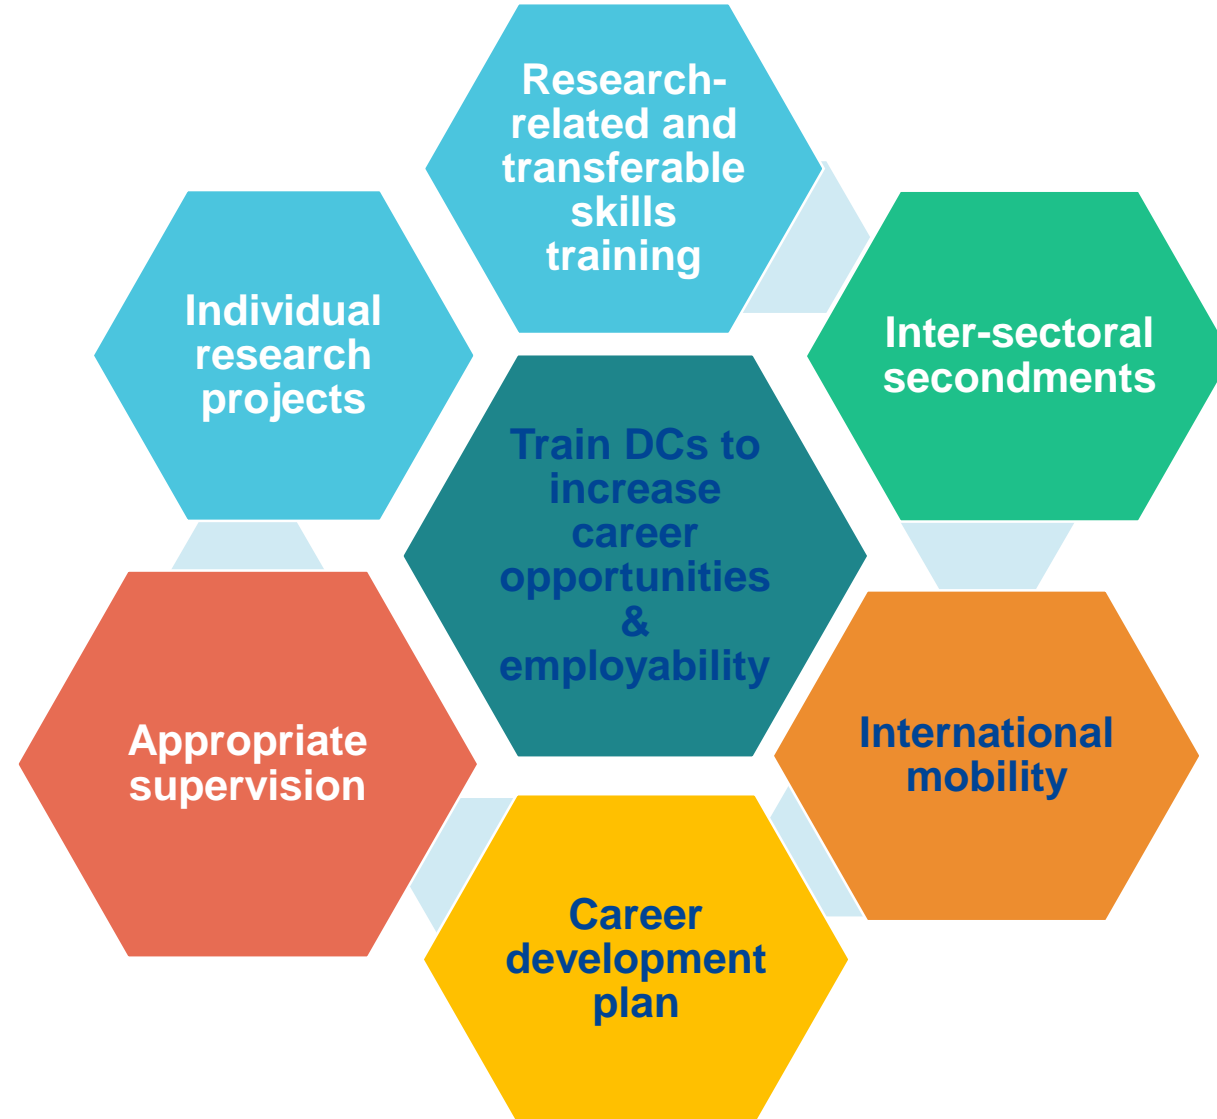 Research-
related and
transferable
skills
training
Individual
research
projects
Inter-sectoral
secondments
Train DCs to
increase
career
opportunities
&
employability
Appropriate
supervision
International
mobility
Career
development
plan